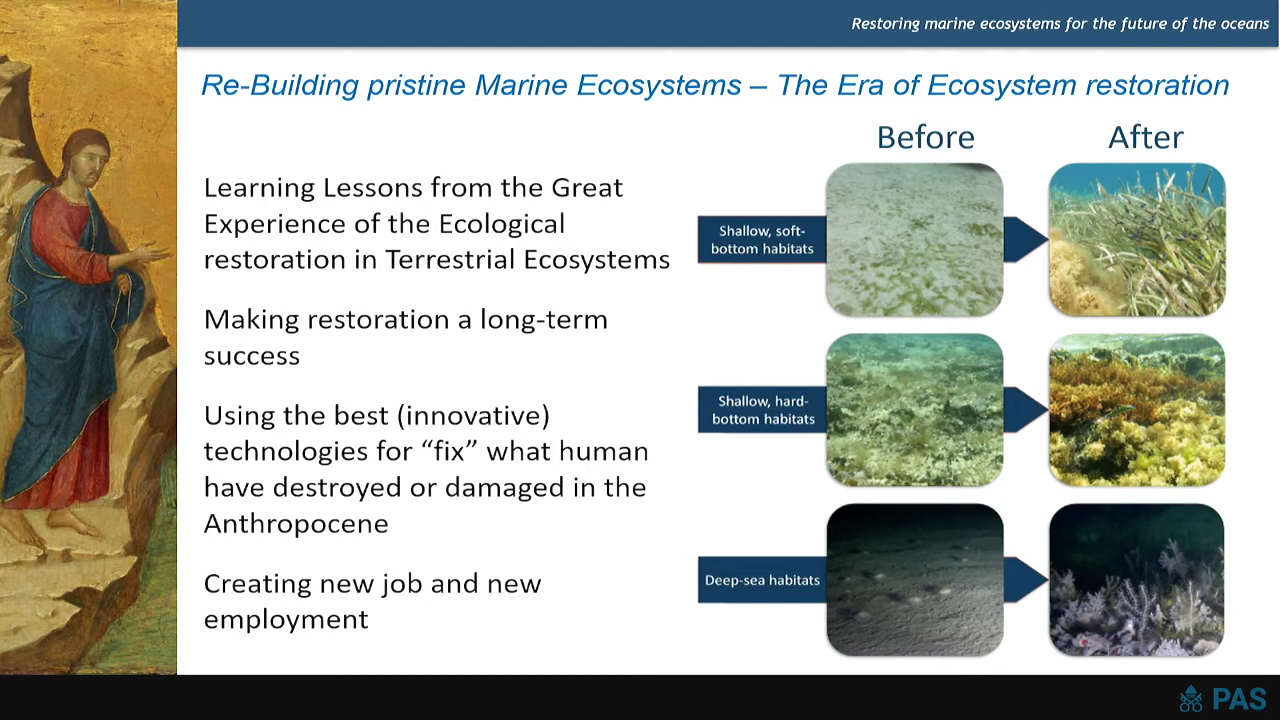 Restoring marine ecosystems for the future of the oceans
Re-Building pristine Marine Ecosystems – The Era of Ecosystem restoration
Before
After
Learning Lessons from the Great
Experience of the Ecological
restoration in Terrestrial Ecosystems
Making restoration a long-term
success
Using the best (innovative)
technologies for “fix” what human
have destroyed or damaged in the
Anthropocene
Creating new job and new
employment
Shallow, soft-
bottom habitats
Shallow, hard-
bottom habitats
Deep-sea habitats
PAS